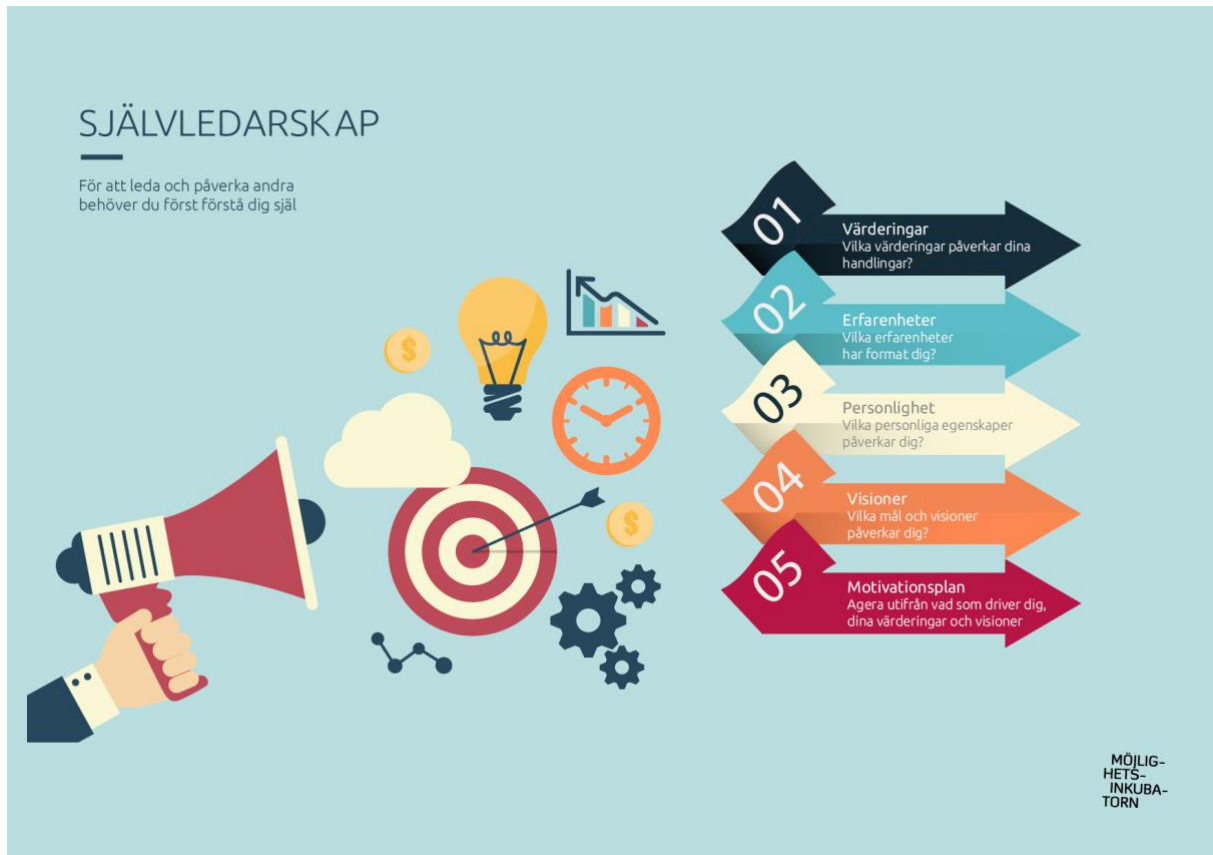 SJÄLVLEDARSKAP
För att leda och påverka andra
behöver du först förstå dig själ
01
Värderingar
Vilka värderingar påverkar dina
handlingar?
02
Erfarenheter
Vilka erfarenheter
har format dig?
03
Personlighet
Vilka personliga egenskaper
påverkar dig?
04
Visioner
Vilka mål och visioner
påverkar dig?
05
Motivationsplan
Agera utifrån vad som driver dig,
dina värderingar och visioner
$
$
MÖJLIG-
HETS-
INKUBA-
TORN